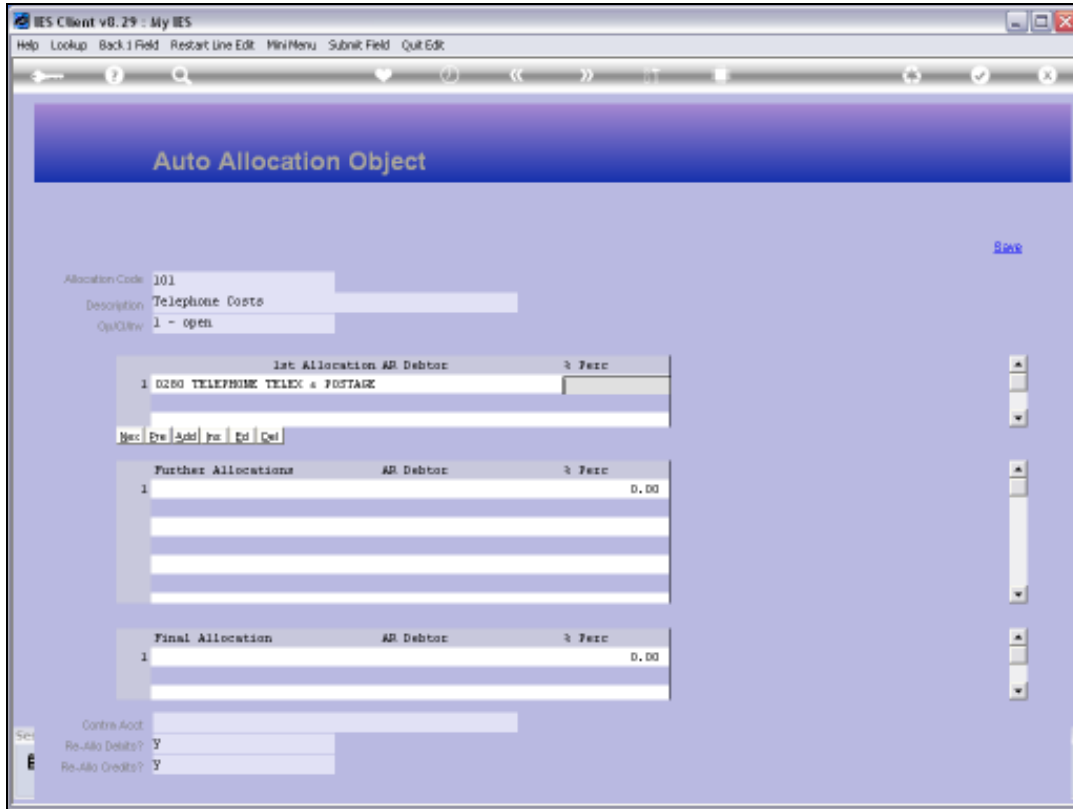 IES Client v8.29 : My IES
Help Lookup Back 1 Field Restart Line Edit MiniMenu Submit Field Quit Edit
Auto Allocation Object
Save
Allocation Code 101
Description Telephone Costs
Op/Cl/Inv 1 - open
1st Allocation AR Debtor % Perc
1 0280 TELEPHONE TELEX & POSTAGE
Nex Pre Add Ins Ed Del
Further Allocations AR Debtor % Perc
1 0.00
Final Allocation AR Debtor % Perc
1 0.00
Contra Acct
Re-Allo Debits? Y
Re-Allo Credits? Y